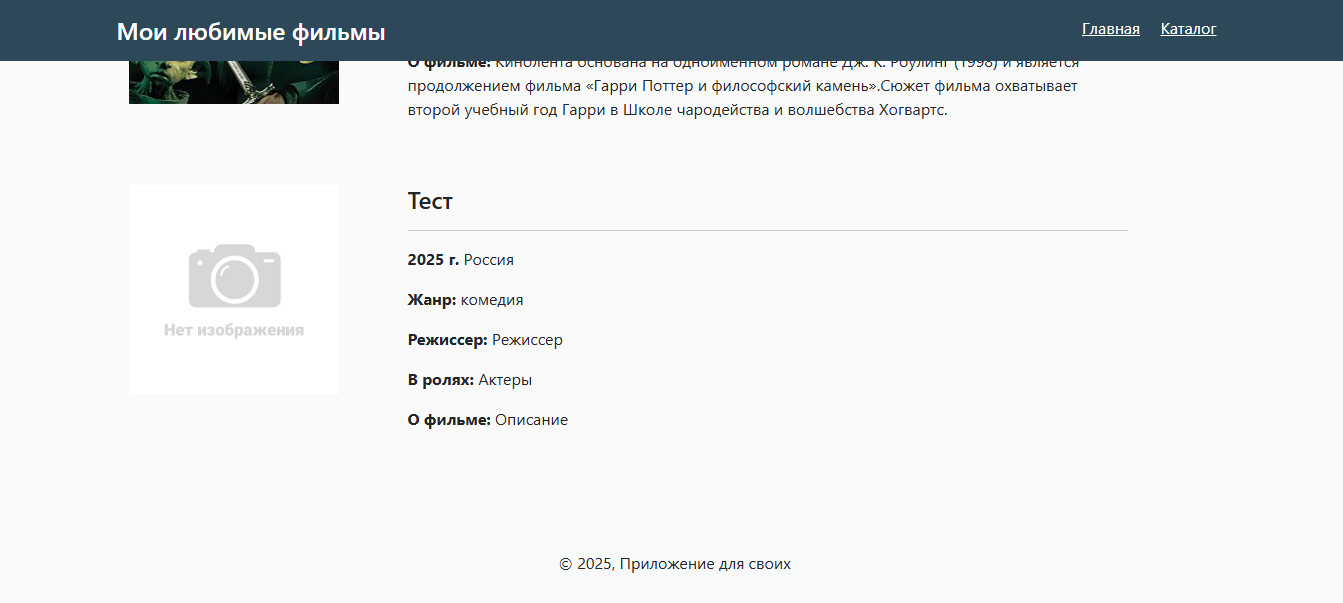 Мои любимые фильмы
Главная Каталог
О фильме: Кинолента основана на одноимённом романе Дж. К. Роулинг (1998) и является
продолжением фильма «Гарри Поттер и философский камень».Сюжет фильма охватывает
второй учебный год Гарри в Школе чародейства и волшебства Хогвартс.
Тест
2025 г. Россия
Жанр: комедия
Нет изображения
Режиссер: Режиссер
В ролях: Актеры
О фильме: Описание
© 2025, Приложение для своих